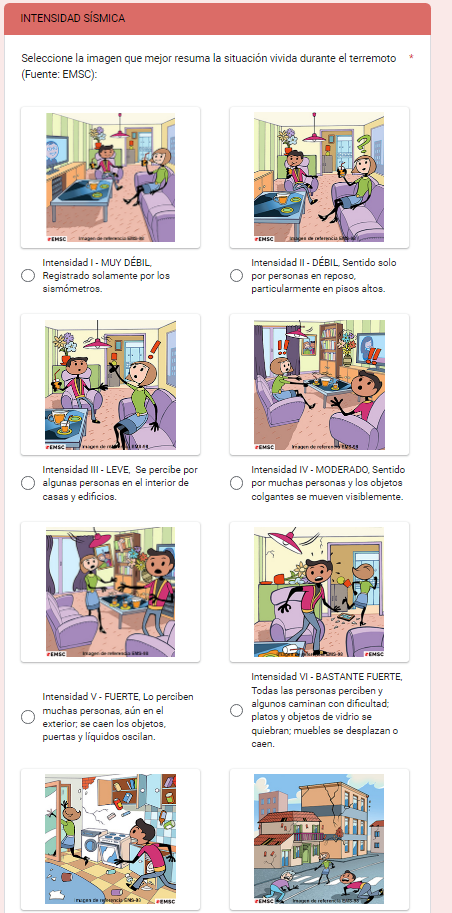 INTENSIDAD SÍSMICA
Seleccione la imagen que mejor resuma la situación vivida durante el terremoto *
(Fuente: EMSC):
#EMSC Imagen de referencia EMS-98
#EMSC Imagen de referencia EMS-98
Intensidad I - MUY DÉBIL,
Registrado solamente por los
sismómetros.
Intensidad II - DÉBIL, Sentido solo
por personas en reposo,
particularmente en pisos altos.
#EMSC Imagen de referencia EMS-98
#EMSC Imagen de referencia EMS-98
Intensidad III - LEVE, Se percibe por
algunas personas en el interior de
casas y edificios.
Intensidad IV - MODERADO, Sentido
por muchas personas y los objetos
colgantes se mueven visiblemente.
#EMSC Imagen de referencia EMS-98
Imagen de referencia EMS-98 #EMSC
Intensidad V - FUERTE, Lo perciben
muchas personas, aún en el
exterior; se caen los objetos,
puertas y líquidos oscilan.
Intensidad VI - BASTANTE FUERTE,
Todas las personas perciben y
algunos caminan con dificultad;
platos y objetos de vidrio se
quiebran; muebles se desplazan o
caen.
Imagen de referencia EMS-98 #EMSC
#EMSC Imagen de referencia EMS-98